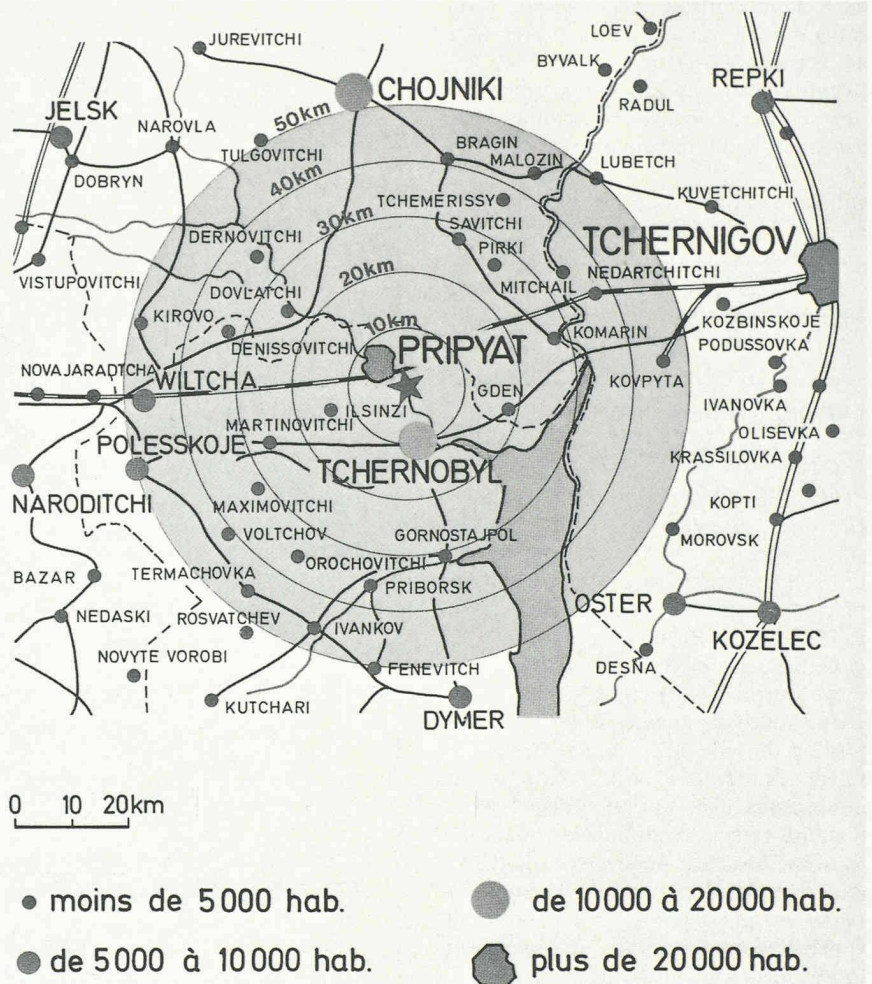 JUREVITCHI
LOEV
BYVALK
RADUL
REPKI
CHOJNIKI
JELSK
NAROVLA
50km
TULGOVITCHI
DOBRYN
BRAGIN
MALOZIN
LUBETCH
40km
TCHEMERISSY
KUVETCHITCHI
30km
SAVITCHI
DERNOVITCHI
PIRKI
TCHERNIGOV
20km
MITCHAIL
NEDARTCHITCHI
VISTUPOVITCHI
DOVLATCHI
KIROVO
10km
KOMARIN
KOZBINSKOJE
DENISSOVITCHI
PRIPYAT
PODUSSOVKA
NOVAJARADTCHA
WILTCHA
GDEN
KOVPYTA
ILSINZI
IVANOVKA
MARTINOVITCHI
OLISEVKA
POLESSKOJE
KRASSILOVKA
TCHERNOBYL
NARODITCHI
MAXIMOVITCHI
KOPTI
VOLTCHOV
GORNOSTAJPOL
MOROVSK
OROCHOVITCHI
BAZAR
TERMACHOVKA
PRIBORSK
OSTER
NEDASKI
ROSVATCHEV
IVANKOV
KOZELEC
NOVYTE VOROBI
FENEVITCH
DESNA
KUTCHARI
DYMER
0 10 20km
moins de 5000 hab.
de 10000 à 20000 hab.
de 5000 à 10000 hab.
plus de 20000 hab.